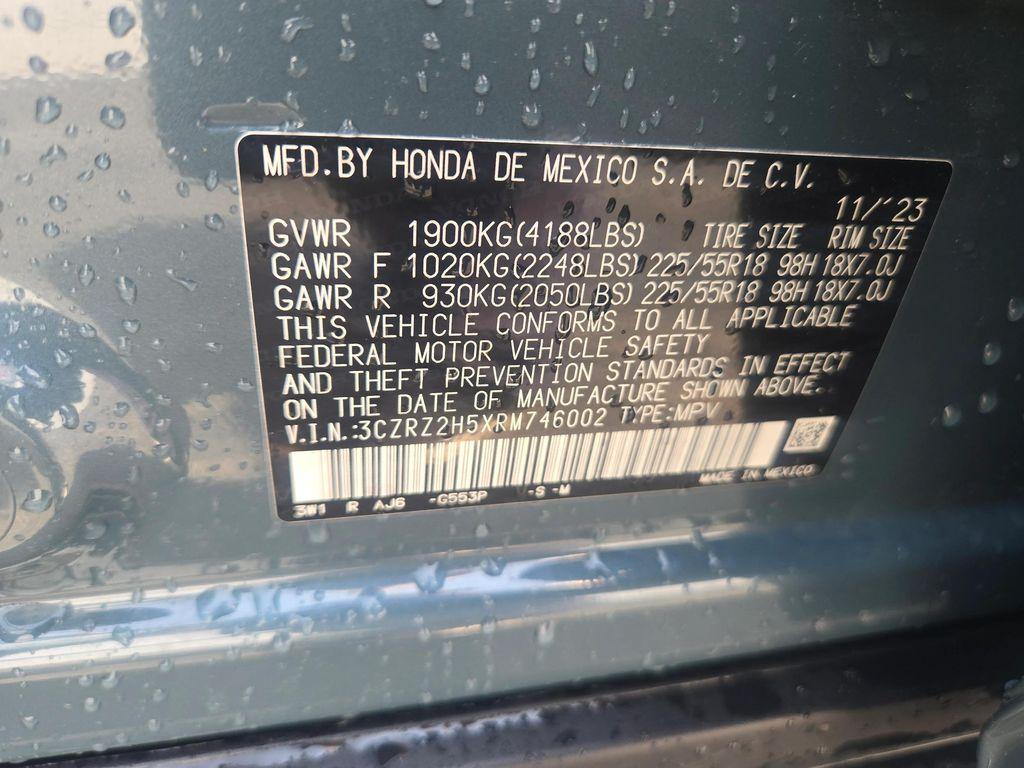 MFD.BY HONDA DE MEXICO S.A. DE C.V.
11/'23
GVWR 1900KG(4188LBS) TIRE SIZE RIM SIZE
GAWR F 1020KG(2248LBS) 225/55R18 98H 18X7.0J
GAWR R 930KG(2050LBS) 225/55R18 98H 18X7.0J
THIS VEHICLE CONFORMS TO ALL APPLICABLE
FEDERAL MOTOR VEHICLE SAFETY
AND THEFT PREVENTION STANDARDS IN EFFECT
ON THE DATE OF MANUFACTURE SHOWN ABOVE.
V.I.N.:3CZRZ2H5XRM746002 TYPE:MPV
MADE IN MEXICO
3W1 R AJ6 -G553P -S -M